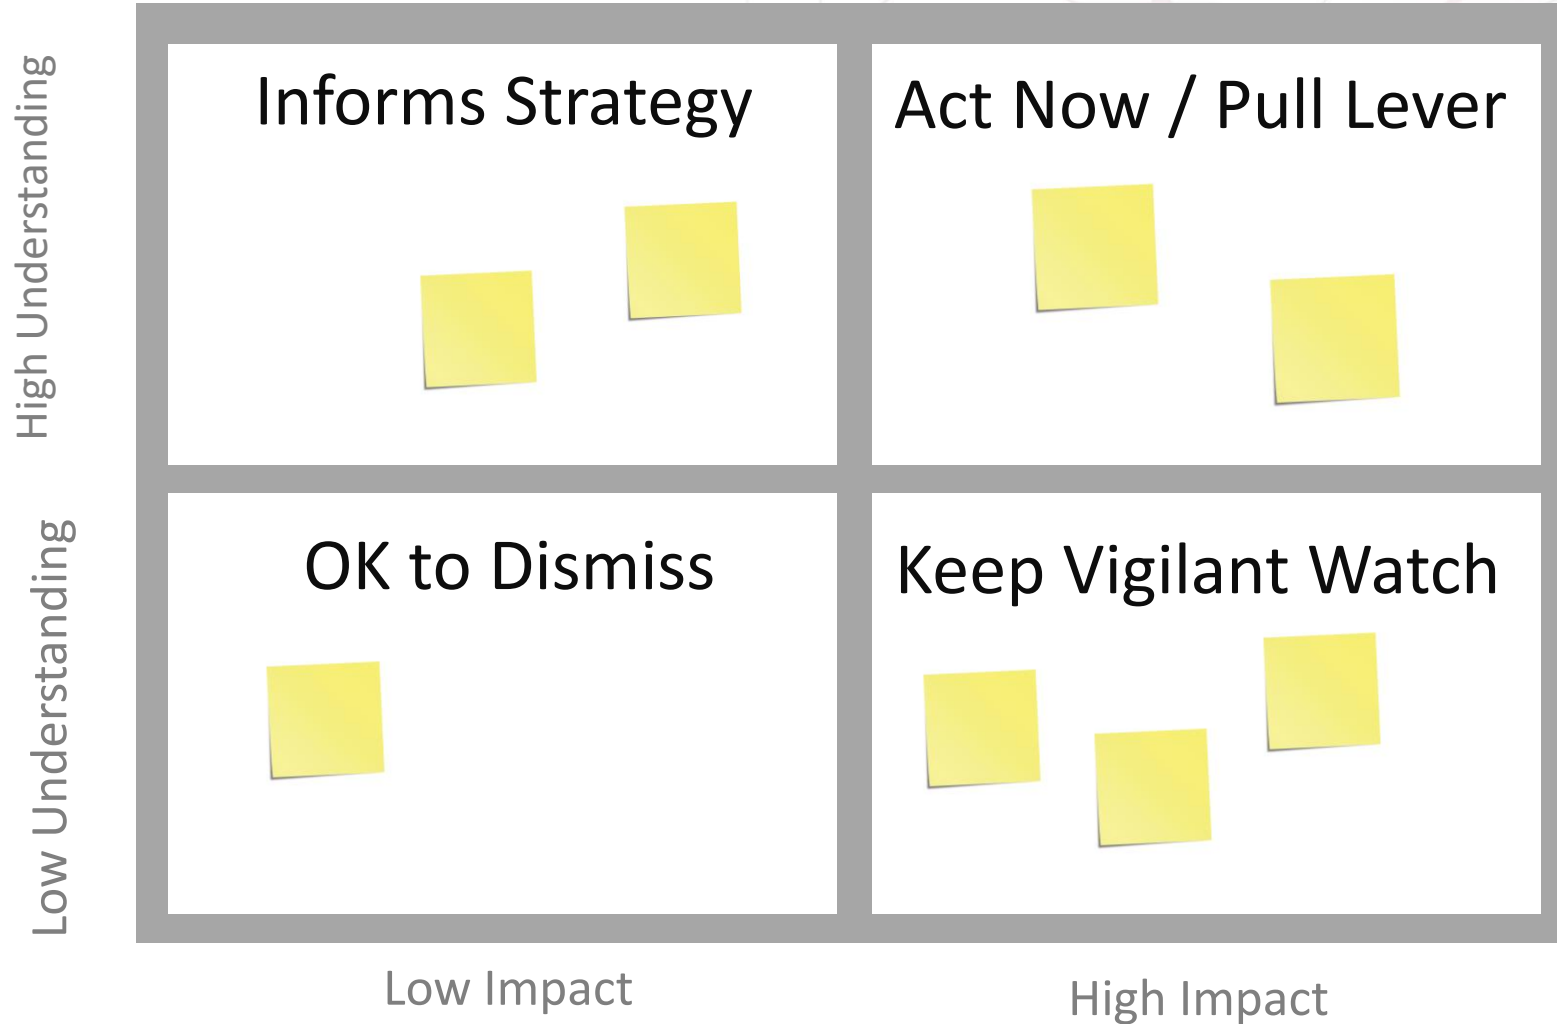 High Understanding
Informs Strategy
Act Now / Pull Lever
Low Understanding
OK to Dismiss
Keep Vigilant Watch
Low Impact
High Impact